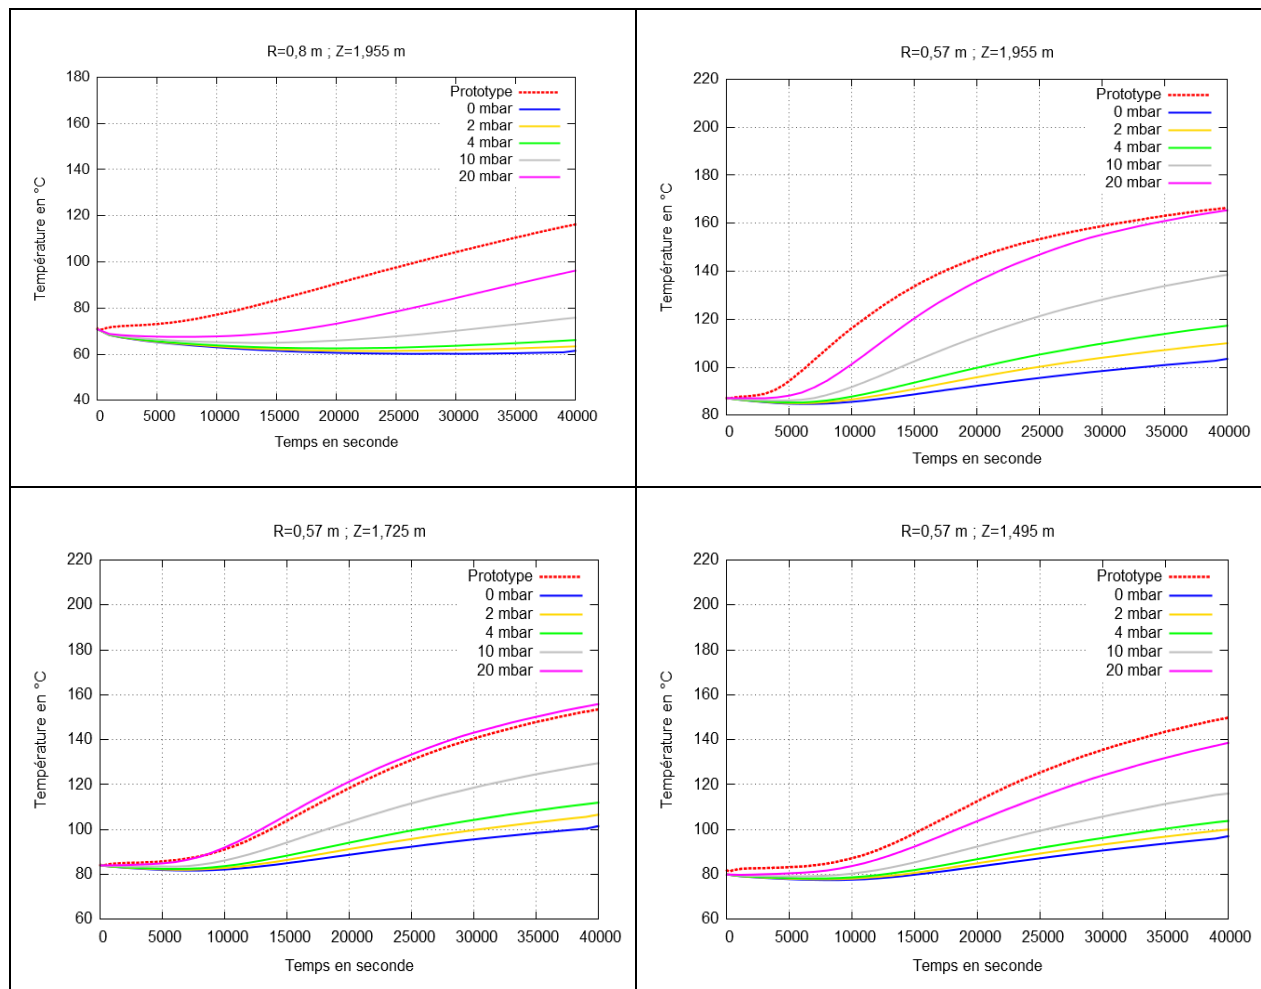 R=0,8 m ; Z=1,955 m
180
160
140
120
100
80
60
40
Température en °C
Prototype
0 mbar
2 mbar
4 mbar
10 mbar
20 mbar
0 5000 10000 15000 20000 25000 30000 35000 40000
Temps en seconde
R=0,57 m ; Z=1,955 m
220
200
180
160
140
120
100
80
Température en °C
Prototype
0 mbar
2 mbar
4 mbar
10 mbar
20 mbar
0 5000 10000 15000 20000 25000 30000 35000 40000
Temps en seconde
R=0,57 m ; Z=1,725 m
220
200
180
160
140
120
100
80
60
Température en °C
Prototype
0 mbar
2 mbar
4 mbar
10 mbar
20 mbar
0 5000 10000 15000 20000 25000 30000 35000 40000
Temps en seconde
R=0,57 m ; Z=1,495 m
220
200
180
160
140
120
100
80
60
Température en °C
Prototype
0 mbar
2 mbar
4 mbar
10 mbar
20 mbar
0 5000 10000 15000 20000 25000 30000 35000 40000
Temps en seconde